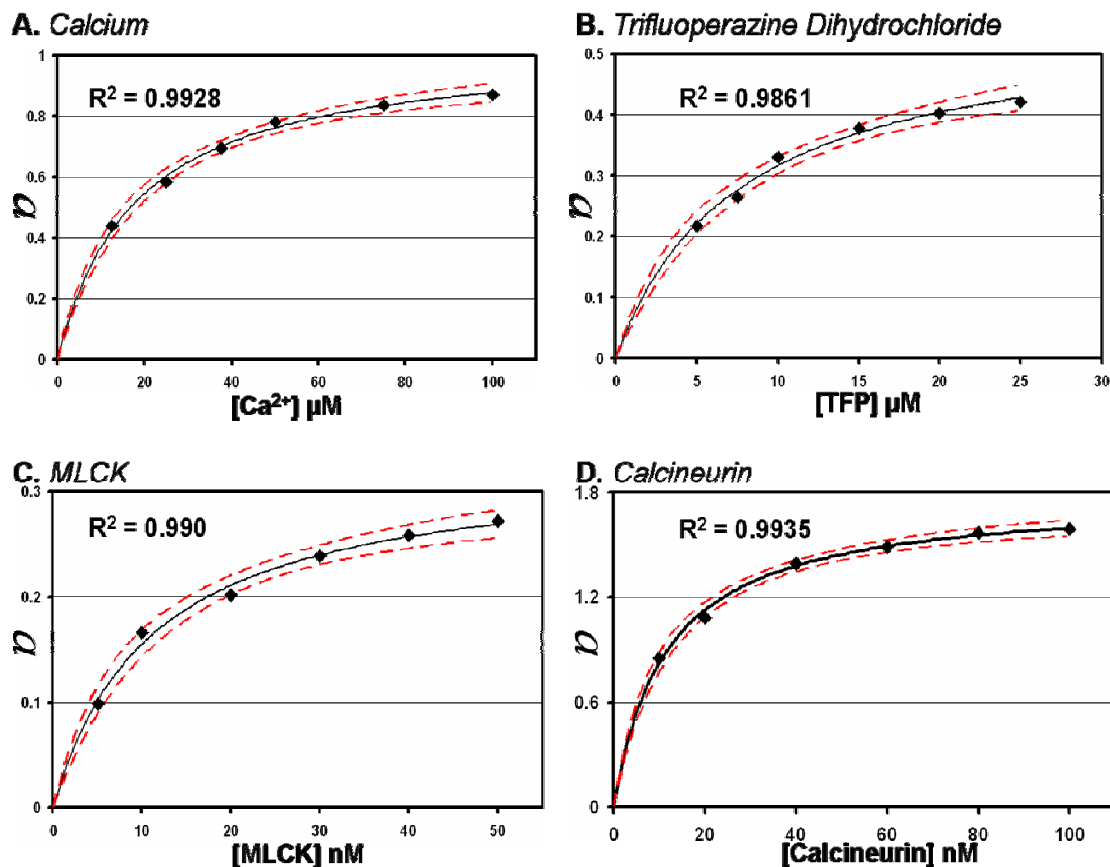 A. Calcium
R² = 0.9928
1
0.8
0.6
0.4
0.2
0
α
0 20 40 60 80 100
[Ca²⁺] µM
B. Trifluoperazine Dihydrochloride
R² = 0.9861
0.5
0.4
0.3
0.2
0.1
0
α
0 5 10 15 20 25 30
[TFP] µM
C. MLCK
R² = 0.990
0.3
0.2
0.1
0
α
0 10 20 30 40 50
[MLCK] nM
D. Calcineurin
R² = 0.9935
1.8
1.2
0.6
0
α
0 20 40 60 80 100
[Calcineurin] nM